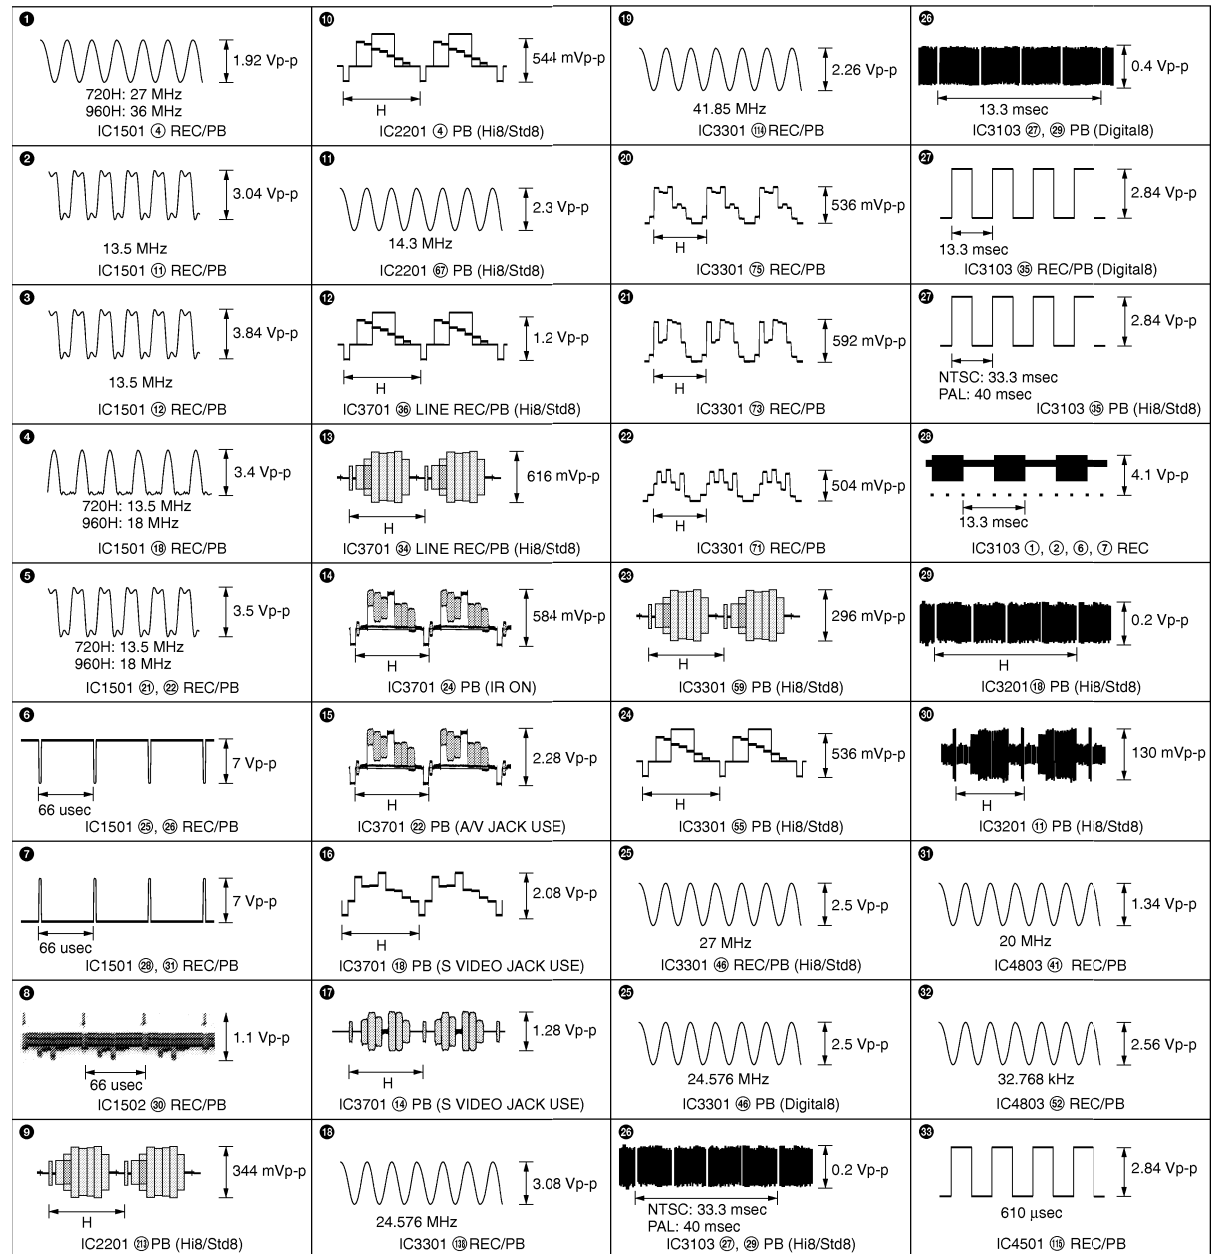 1
1.92 Vp-p
720H: 27 MHz
960H: 36 MHz
IC1501 ④ REC/PB
2
3.04 Vp-p
13.5 MHz
IC1501 ⑪ REC/PB
3
3.84 Vp-p
13.5 MHz
IC1501 ⑫ REC/PB
4
3.4 Vp-p
720H: 13.5 MHz
960H: 18 MHz
IC1501 ⑱ REC/PB
5
3.5 Vp-p
720H: 13.5 MHz
960H: 18 MHz
IC1501 ㉑, ㉒ REC/PB
6
7 Vp-p
66 usec
IC1501 ㉕, ㉖ REC/PB
7
7 Vp-p
66 usec
IC1501 ㉘, ㉛ REC/PB
8
1.1 Vp-p
66 usec
IC1502 ㉚ REC/PB
9
344 mVp-p
H
IC2201 213 PB (Hi8/Std8)
10
544 mVp-p
H
IC2201 ④ PB (Hi8/Std8)
11
2.3 Vp-p
14.3 MHz
IC2201 67 PB (Hi8/Std8)
12
1.2 Vp-p
H
IC3701 ㊱ LINE REC/PB (Hi8/Std8)
13
616 mVp-p
H
IC3701 ㉞ LINE REC/PB (Hi8/Std8)
14
584 mVp-p
H
IC3701 ㉔ PB (IR ON)
15
2.28 Vp-p
H
IC3701 ㉒ PB (A/V JACK USE)
16
2.08 Vp-p
H
IC3701 ⑱ PB (S VIDEO JACK USE)
17
1.28 Vp-p
H
IC3701 ⑭ PB (S VIDEO JACK USE)
18
3.08 Vp-p
24.576 MHz
IC3301 138 REC/PB
19
2.26 Vp-p
41.85 MHz
IC3301 114 REC/PB
20
536 mVp-p
H
IC3301 75 REC/PB
21
592 mVp-p
H
IC3301 73 REC/PB
22
504 mVp-p
H
IC3301 71 REC/PB
23
296 mVp-p
H
IC3301 59 PB (Hi8/Std8)
24
536 mVp-p
H
IC3301 55 PB (Hi8/Std8)
25
2.5 Vp-p
27 MHz
IC3301 ㊻ REC/PB (Hi8/Std8)
25
2.5 Vp-p
24.576 MHz
IC3301 ㊻ PB (Digital8)
26
0.2 Vp-p
NTSC: 33.3 msec
PAL: 40 msec
IC3103 ㉗, ㉙ PB (Hi8/Std8)
26
0.4 Vp-p
13.3 msec
IC3103 ㉗, ㉙ PB (Digital8)
27
2.84 Vp-p
13.3 msec
IC3103 ㉟ REC/PB (Digital8)
27
2.84 Vp-p
NTSC: 33.3 msec
PAL: 40 msec
IC3103 ㉟ PB (Hi8/Std8)
28
4.1 Vp-p
13.3 msec
IC3103 ①, ②, ⑥, ⑦ REC
29
0.2 Vp-p
H
IC3201 ⑱ PB (Hi8/Std8)
30
130 mVp-p
H
IC3201 ⑪ PB (Hi8/Std8)
31
1.34 Vp-p
20 MHz
IC4803 ㊶ REC/PB
32
2.56 Vp-p
32.768 kHz
IC4803 52 REC/PB
33
2.84 Vp-p
610 μsec
IC4501 115 REC/PB